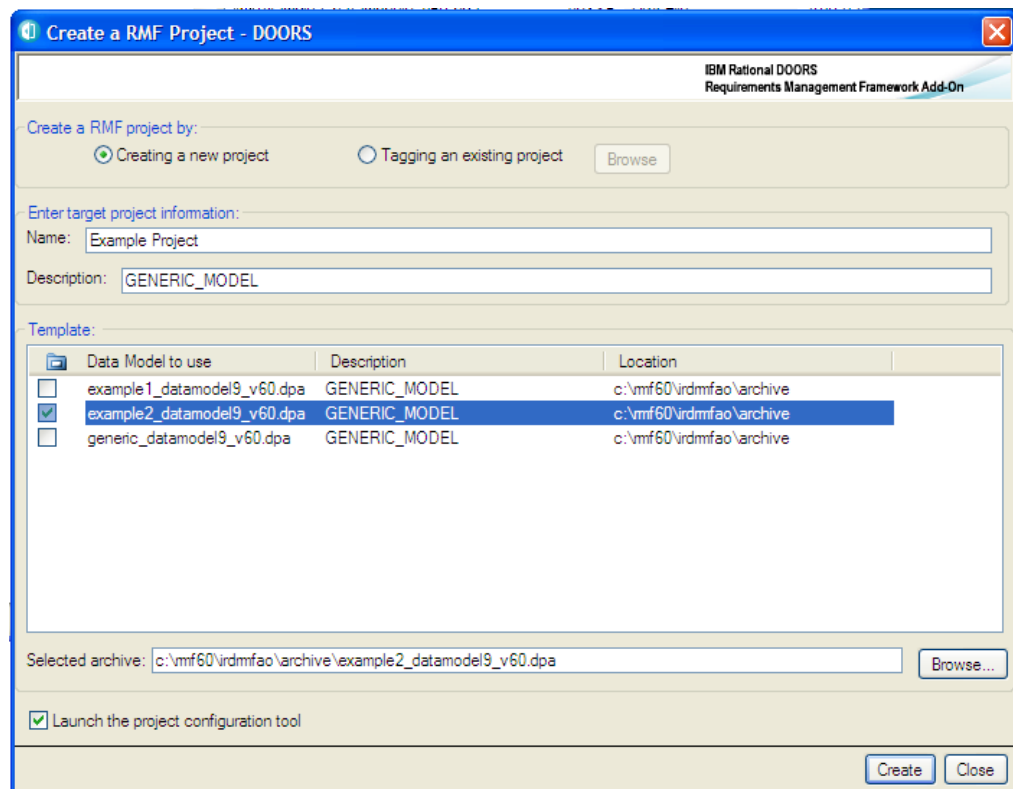 Create a RMF Project - DOORS
IBM Rational DOORS
Requirements Management Framework Add-On
Create a RMF project by:
Creating a new project Tagging an existing project Browse
Enter target project information:
Name: Example Project
Description: GENERIC_MODEL
Template:
Data Model to use Description Location
example1_datamodel9_v60.dpa GENERIC_MODEL c:\rmf60\irdrmfao\archive
example2_datamodel9_v60.dpa GENERIC_MODEL c:\rmf60\irdrmfao\archive
generic_datamodel9_v60.dpa GENERIC_MODEL c:\rmf60\irdrmfao\archive
Selected archive: c:\rmf60\irdrmfao\archive\example2_datamodel9_v60.dpa Browse...
Launch the project configuration tool
Create Close